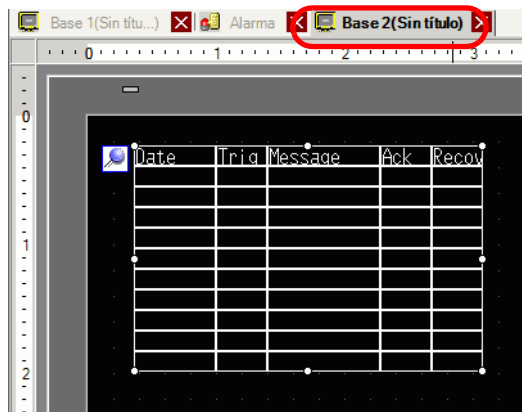 Base 1(Sin títu...) Alarma Base 2(Sin título)
0 1 2 3
0
Date Trig Message Ack Recov
1
2